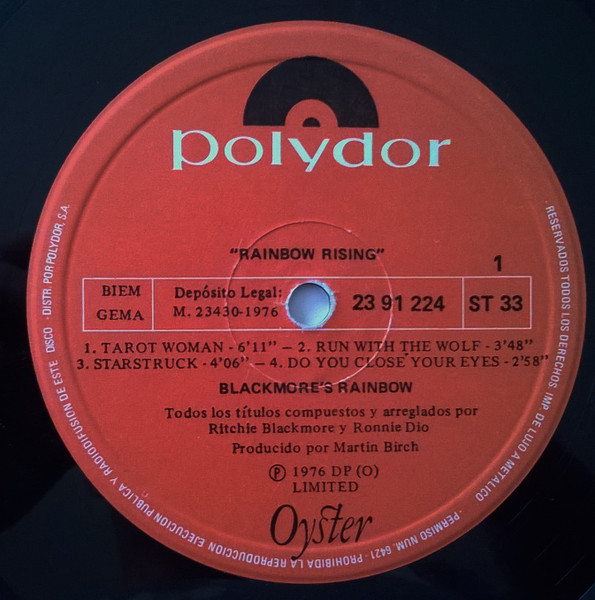 polydor
"RAINBOW RISING"
1
BIEM
GEMA
Depósito Legal:
M. 23430-1976
23 91 224
ST 33
1. TAROT WOMAN - 6'11" — 2. RUN WITH THE WOLF - 3'48"
3. STARSTRUCK - 4'06" — 4. DO YOU CLOSE YOUR EYES - 2'58"
BLACKMORE'S RAINBOW
Todos los títulos compuestos y arreglados por
Ritchie Blackmore y Ronnie Dio
Producido por Martin Birch
Ⓟ 1976 DP (O)
LIMITED
Oyster
RESERVADOS TODOS LOS DERECHOS IMP. DE LUJO A METALICO · PERMISO NUM. 6421 · PROHIBIDA LA REPRODUCCION EJECUCION PUBLICA Y RADIODIFUSION DE ESTE DISCO · DISTR. POR POLYDOR, S.A.